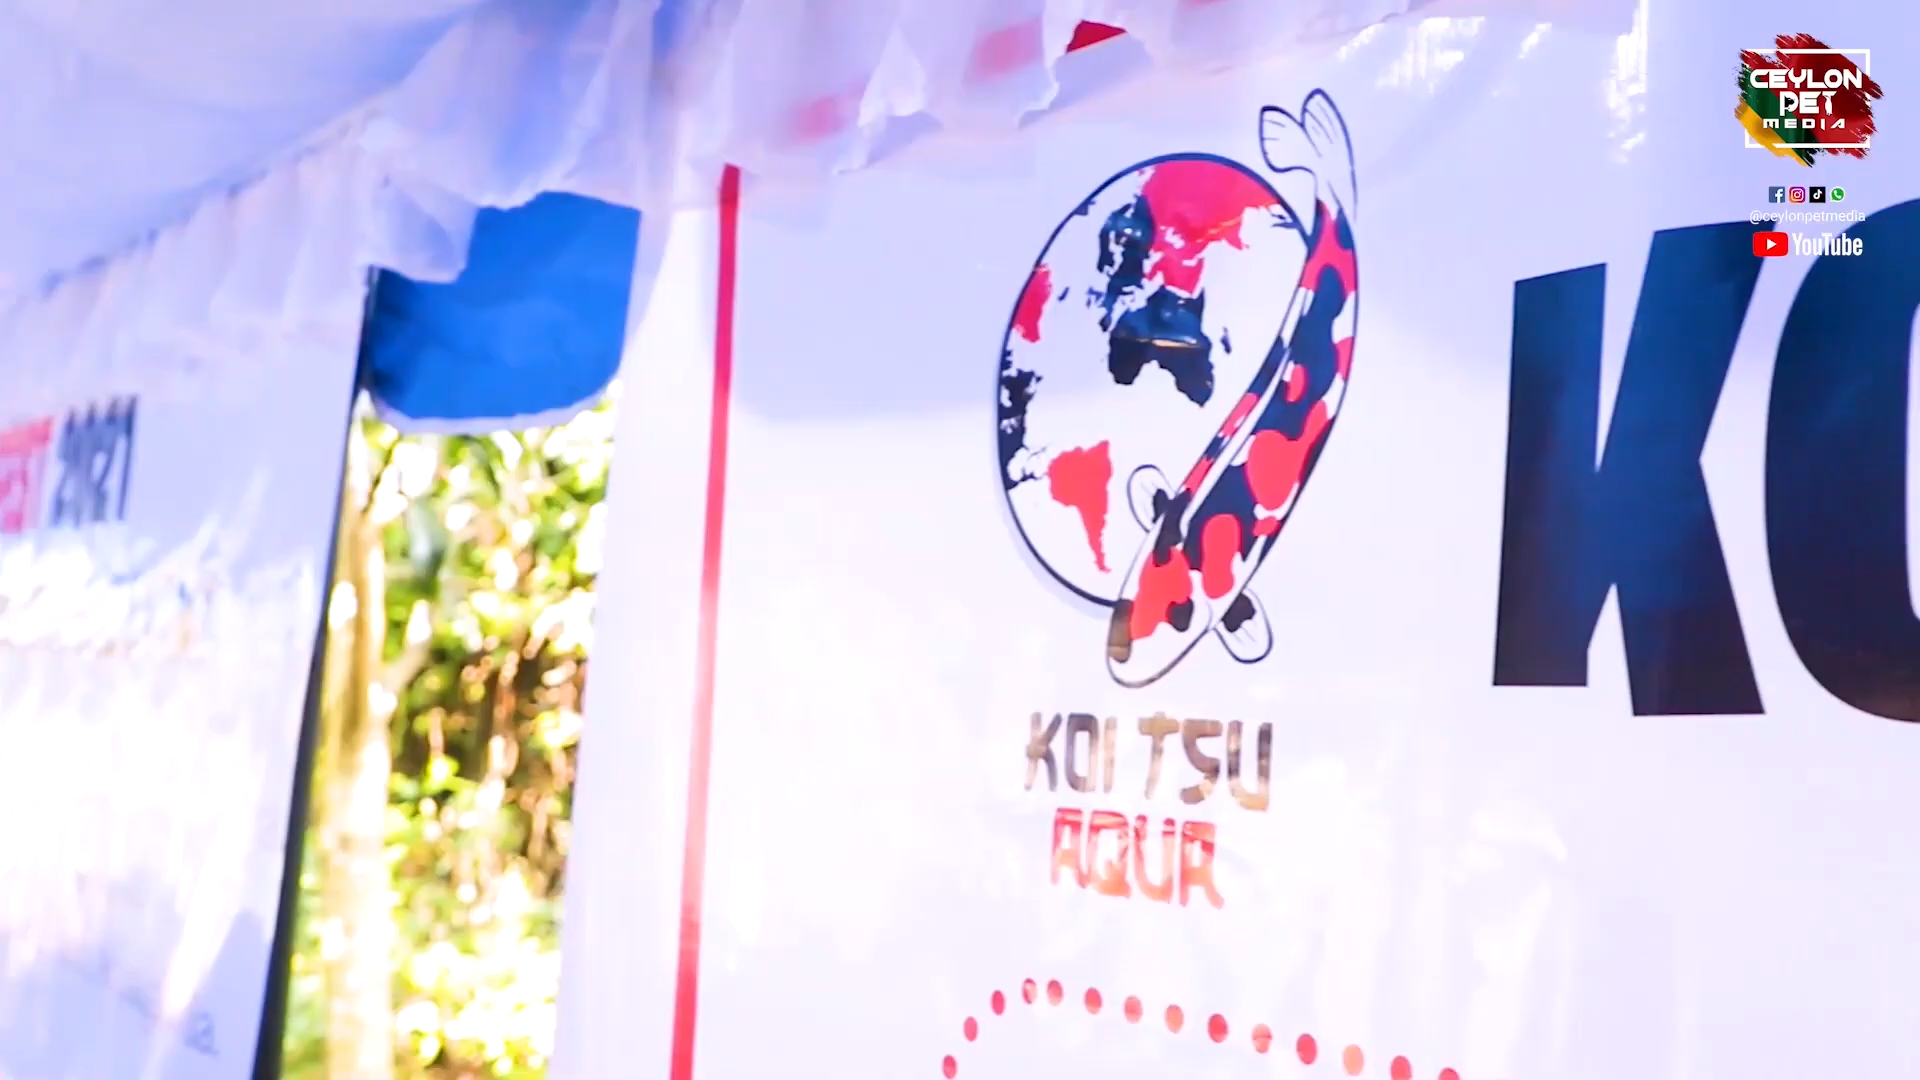 CEYLON
PET
MEDIA
@ceylonpetmedia
YouTube
2021
KOI TSU
AQUA